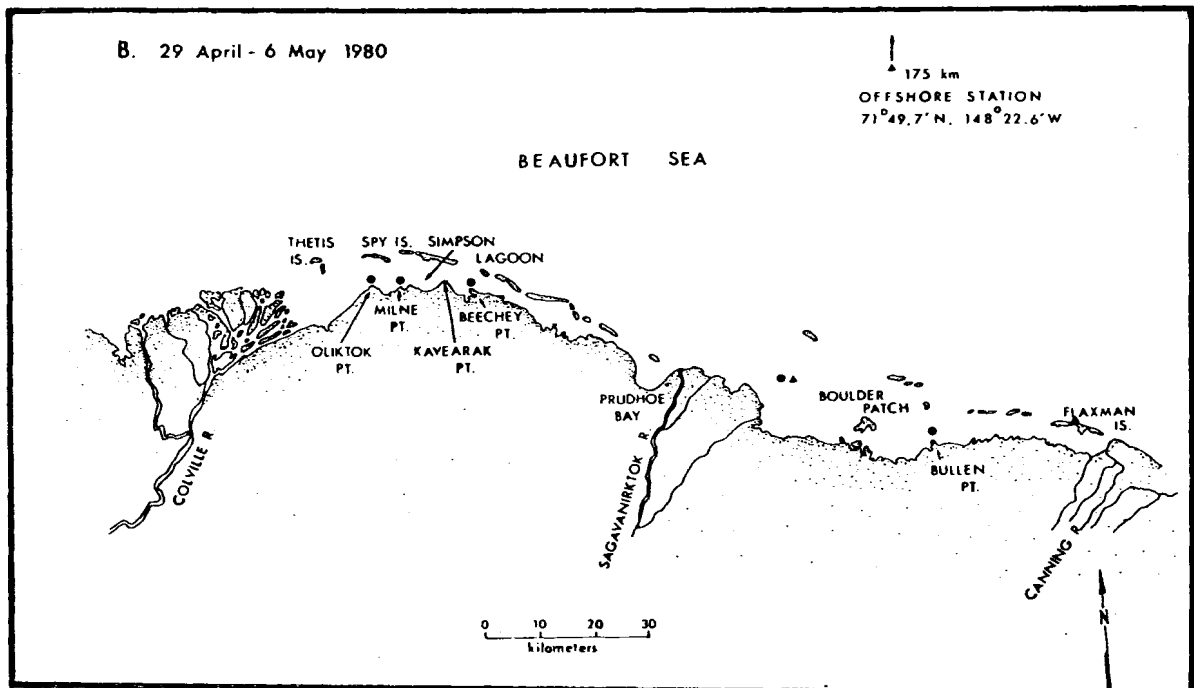 B. 29 April - 6 May 1980
175 km
OFFSHORE STATION
71°49.7'N, 148°22.6'W
BEAUFORT SEA
THETIS
IS.
SPY IS.
SIMPSON
LAGOON
MILNE
PT.
BEECHEY
PT.
OLIKTOK
PT.
KAVEARAK
PT.
PRUDHOE
BAY
BOULDER
PATCH
FLAXMAN
IS.
BULLEN
PT.
COLVILLE R
SAGAVANIRKTOK R
CANNING R
0 10 20 30
kilometers
N